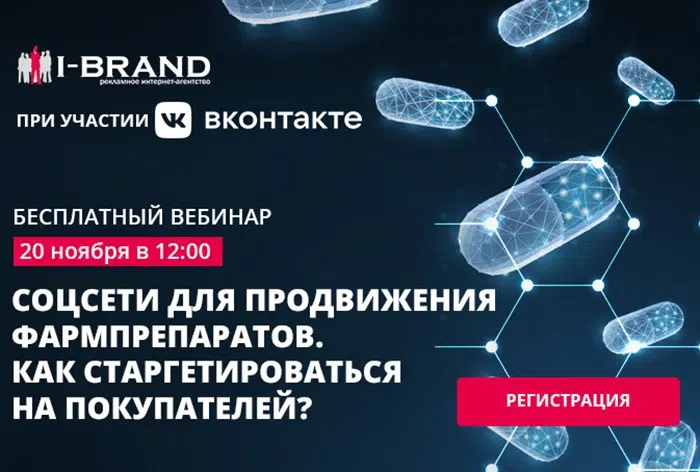 I-BRAND
рекламное интернет-агентство
ПРИ УЧАСТИИ ВКОНТАКТЕ
БЕСПЛАТНЫЙ ВЕБИНАР
20 ноября в 12:00
СОЦСЕТИ ДЛЯ ПРОДВИЖЕНИЯ
ФАРМПРЕПАРАТОВ.
КАК СТАРГЕТИРОВАТЬСЯ
НА ПОКУПАТЕЛЕЙ?
РЕГИСТРАЦИЯ